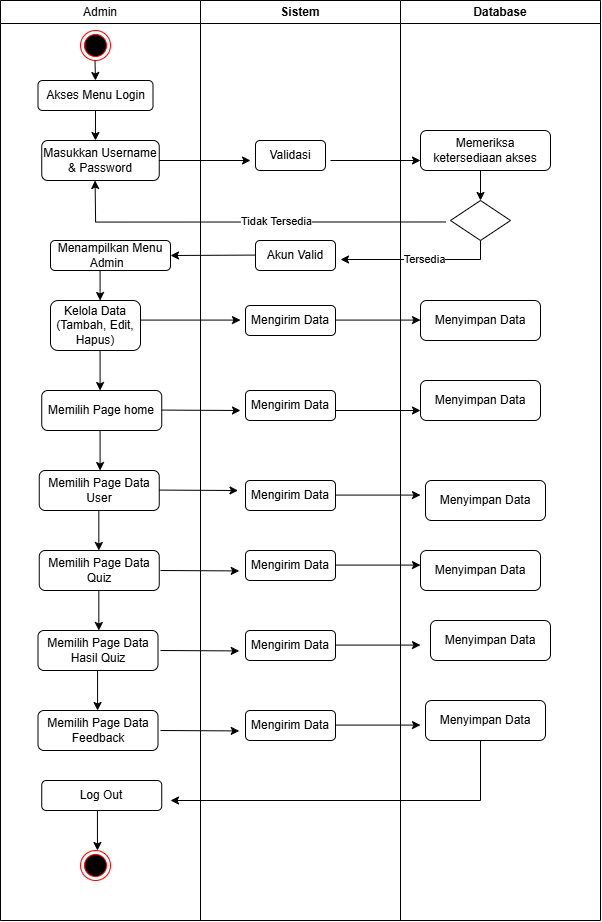 Admin
Sistem
Database
Akses Menu Login
Masukkan Username
& Password
Validasi
Memeriksa
ketersediaan akses
Tidak Tersedia
Menampilkan Menu
Admin
Akun Valid
Tersedia
Kelola Data
(Tambah, Edit,
Hapus)
Mengirim Data
Menyimpan Data
Memilih Page home
Mengirim Data
Menyimpan Data
Memilih Page Data
User
Mengirim Data
Menyimpan Data
Memilih Page Data
Quiz
Mengirim Data
Menyimpan Data
Memilih Page Data
Hasil Quiz
Mengirim Data
Menyimpan Data
Memilih Page Data
Feedback
Mengirim Data
Menyimpan Data
Log Out